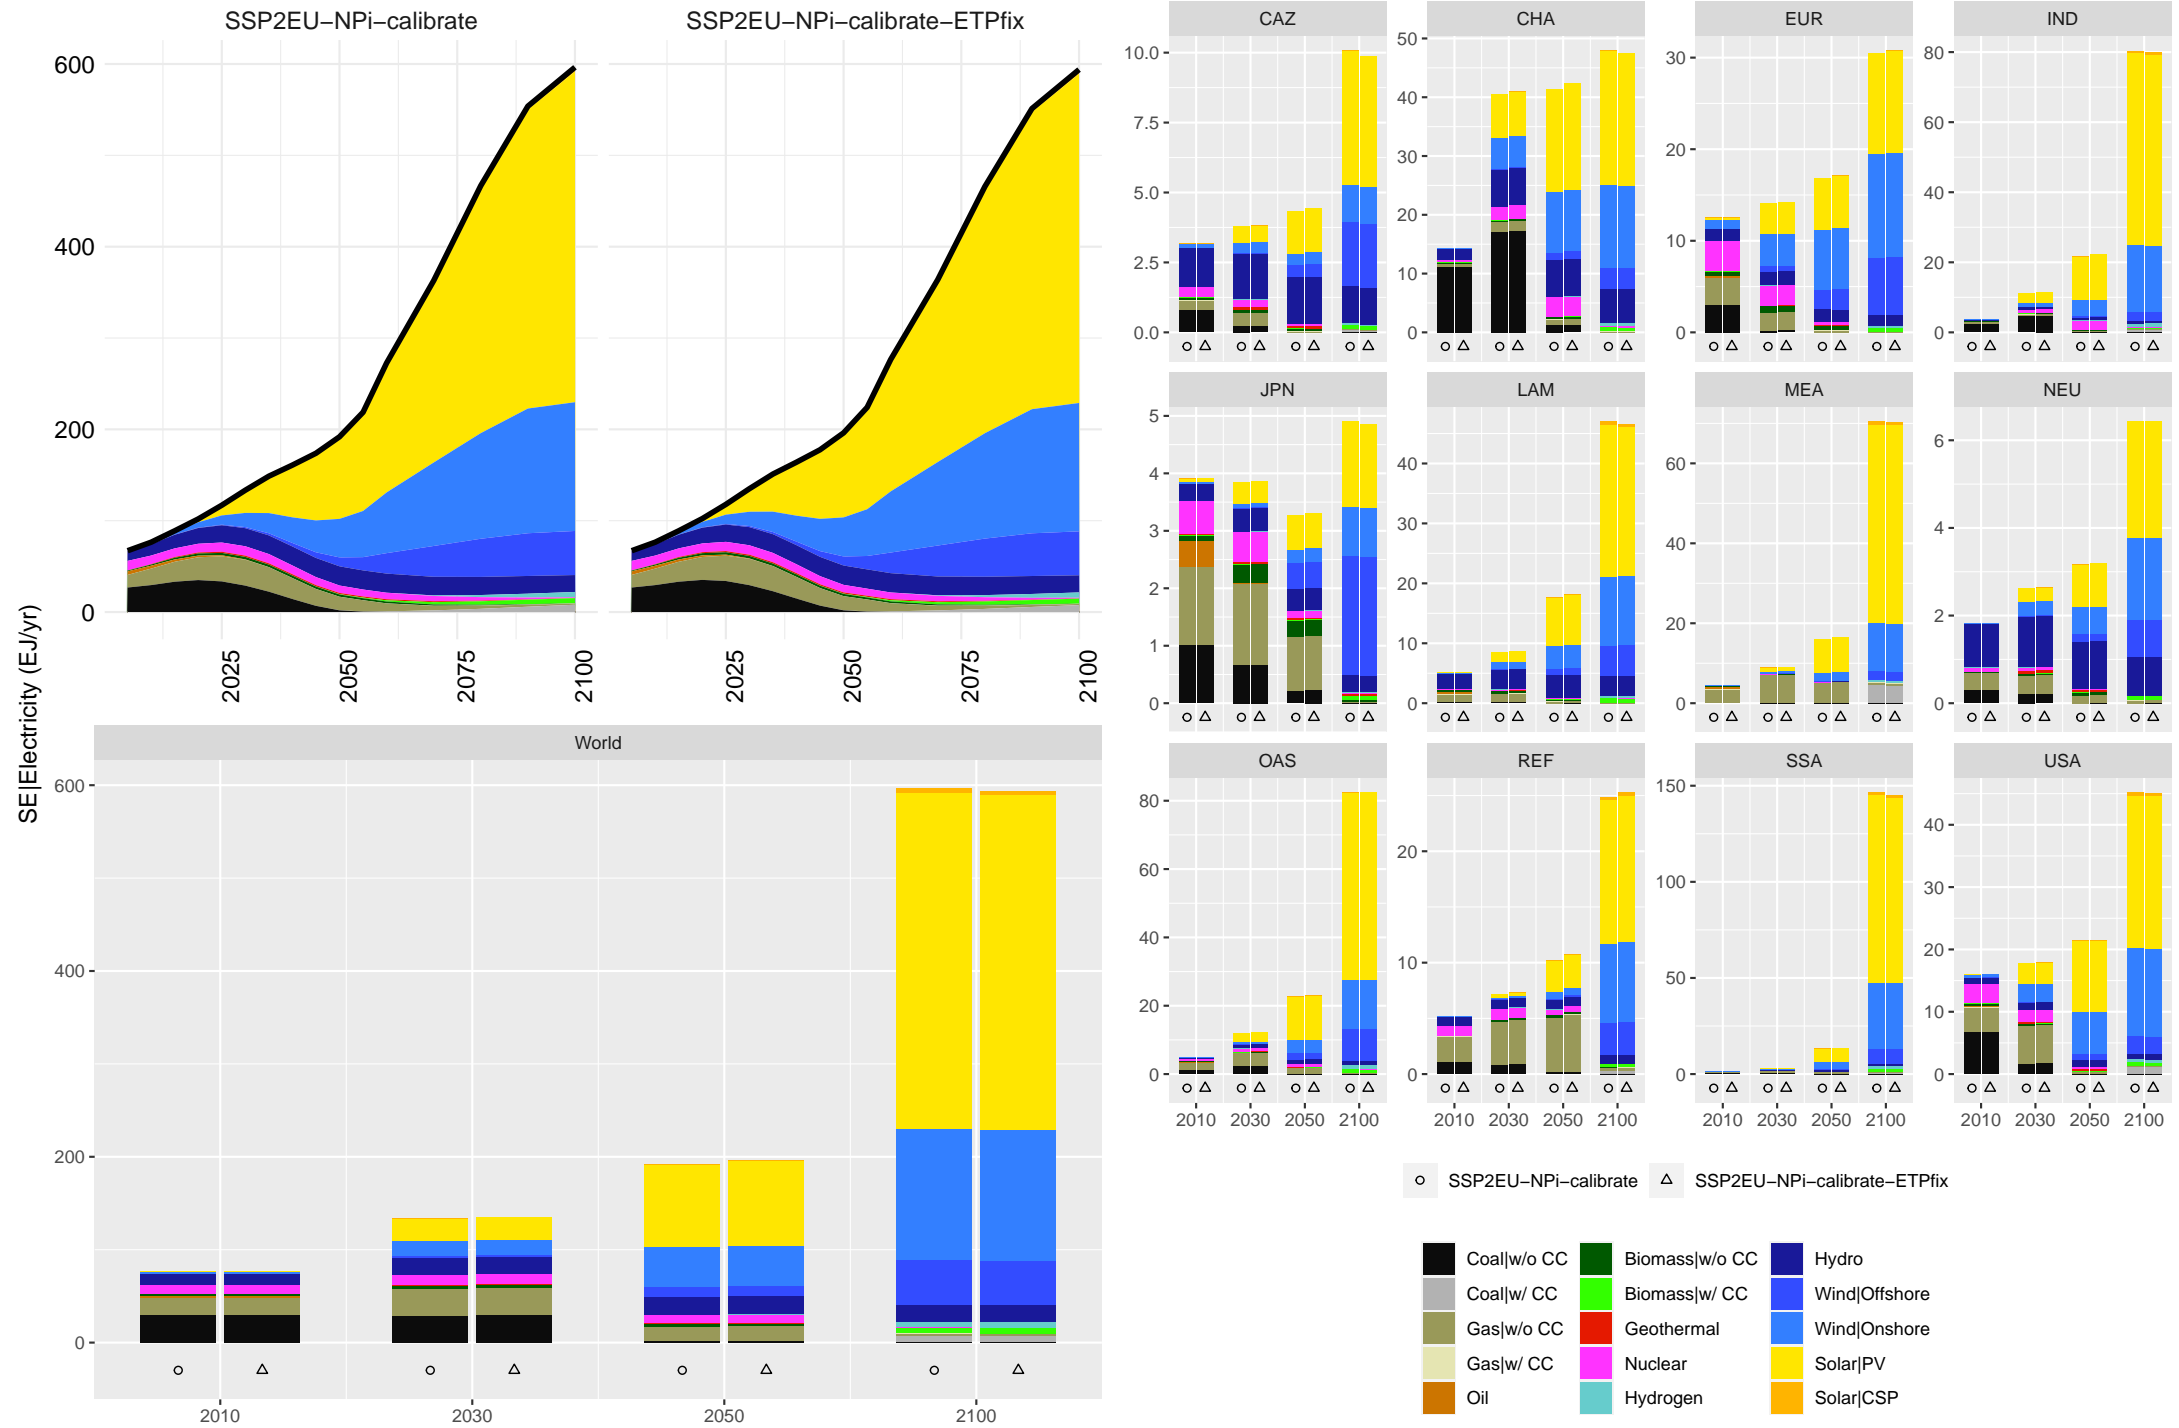 SSP2EU−NPi−calibrate
SSP2EU−NPi−calibrate−ETPfix
600
400
200
0
2025
2050
2075
2100
2025
2050
2075
2100
SE|Electricity (EJ/yr)
World
600
400
200
0
2010
2030
2050
2100
CAZ
CHA
EUR
IND
10.0
7.5
5.0
2.5
0.0
50
40
30
20
10
0
30
20
10
0
80
60
40
20
0
JPN
LAM
MEA
NEU
5
4
3
2
1
0
40
30
20
10
0
60
40
20
0
6
4
2
0
OAS
REF
SSA
USA
80
60
40
20
0
20
10
0
150
100
50
0
40
30
20
10
0
2010 2030 2050 2100
2010 2030 2050 2100
2010 2030 2050 2100
2010 2030 2050 2100
SSP2EU−NPi−calibrate
SSP2EU−NPi−calibrate−ETPfix
Coal|w/o CC
Coal|w/ CC
Gas|w/o CC
Gas|w/ CC
Oil
Biomass|w/o CC
Biomass|w/ CC
Geothermal
Nuclear
Hydrogen
Hydro
Wind|Offshore
Wind|Onshore
Solar|PV
Solar|CSP